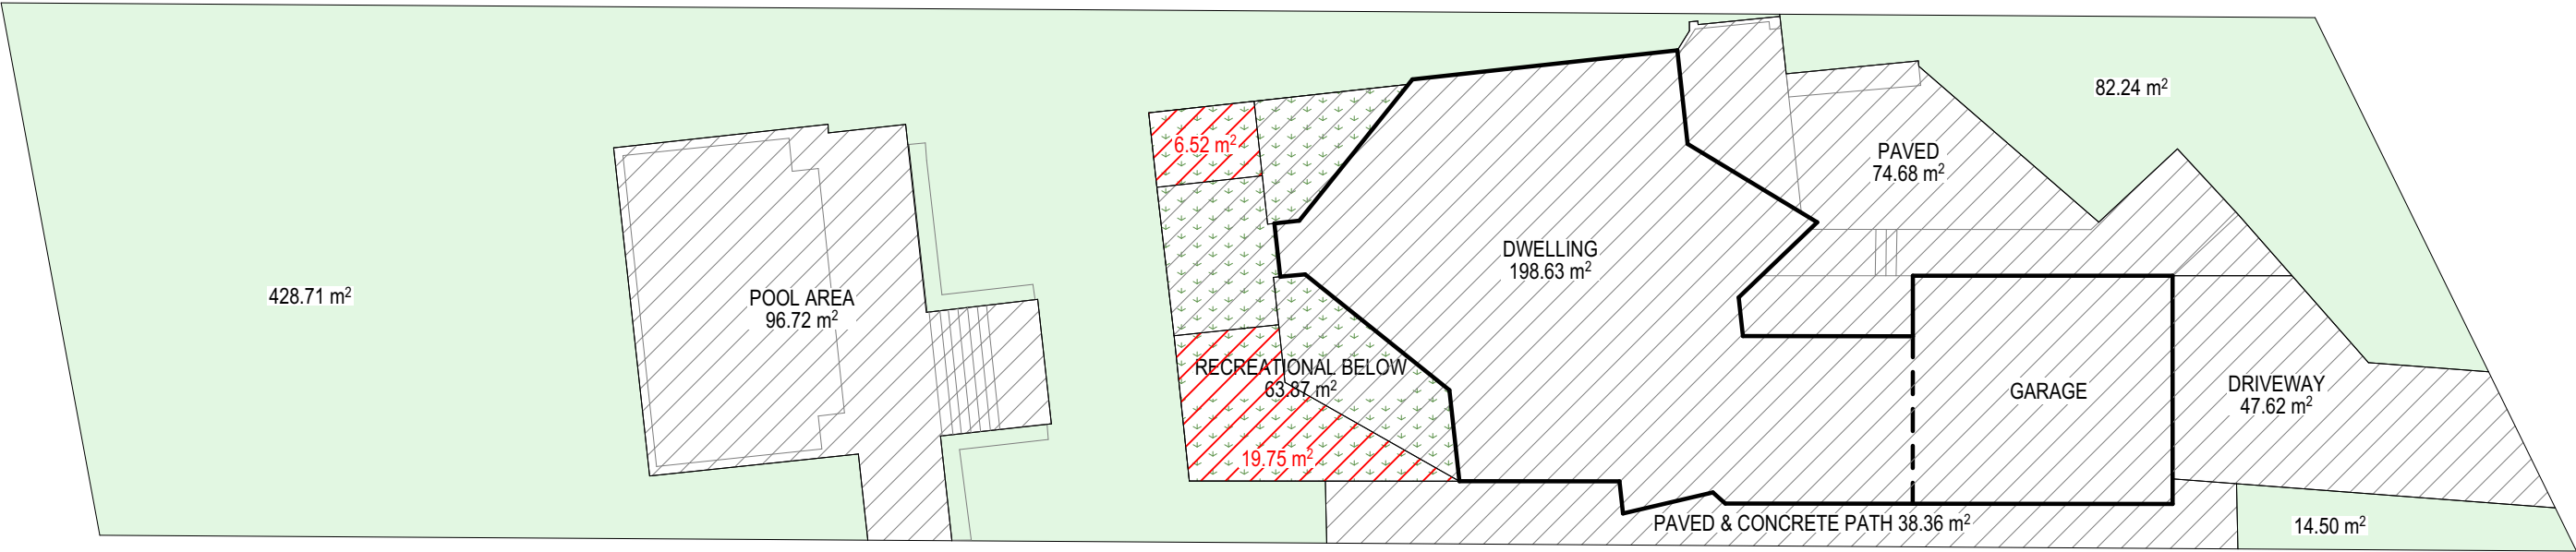 82.24 m²
6.52 m²
PAVED
74.68 m²
DWELLING
198.63 m²
428.71 m²
POOL AREA
96.72 m²
RECREATIONAL BELOW
63.87 m²
GARAGE
DRIVEWAY
47.62 m²
19.75 m²
PAVED & CONCRETE PATH 38.36 m²
14.50 m²